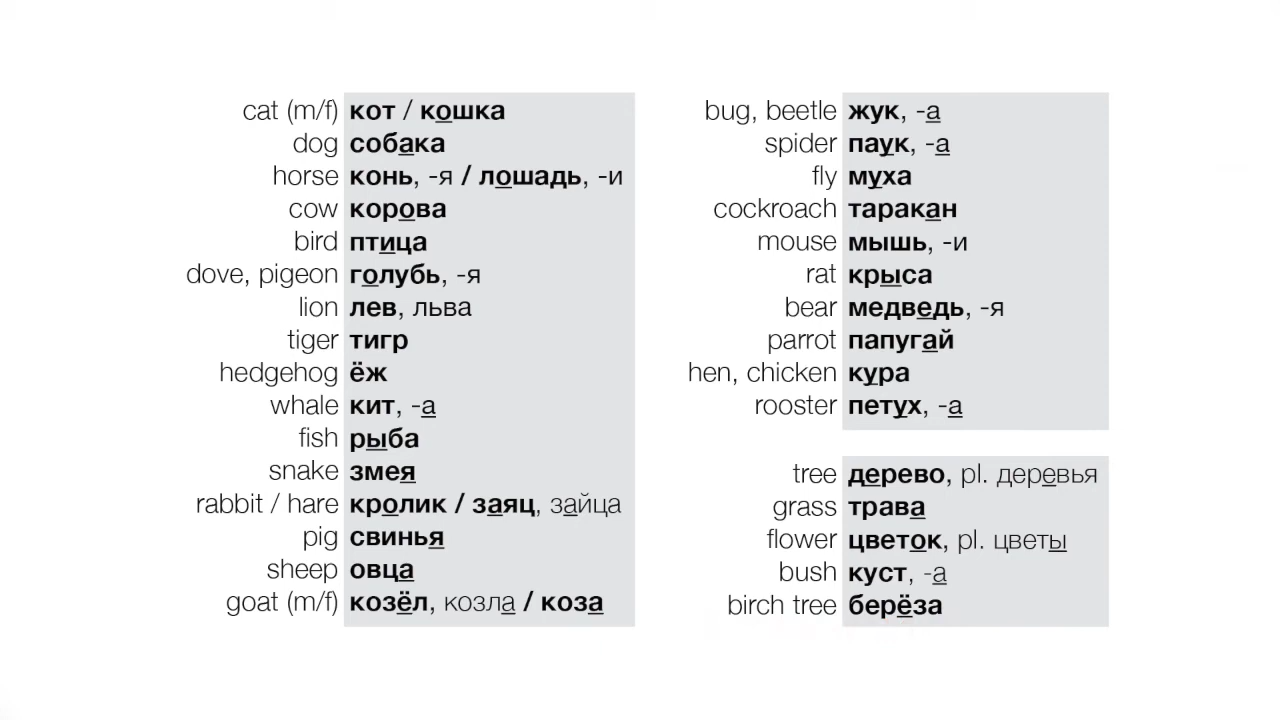 cat (m/f) кот / кошка
dog собака
horse конь, -я / лошадь, -и
cow корова
bird птица
dove, pigeon голубь, -я
lion лев, льва
tiger тигр
hedgehog ёж
whale кит, -а
fish рыба
snake змея
rabbit / hare кролик / заяц, зайца
pig свинья
sheep овца
goat (m/f) козёл, козла / коза
bug, beetle жук, -а
spider паук, -а
fly муха
cockroach таракан
mouse мышь, -и
rat крыса
bear медведь, -я
parrot папугай
hen, chicken кура
rooster петух, -а
tree дерево, pl. деревья
grass трава
flower цветок, pl. цветы
bush куст, -а
birch tree берёза